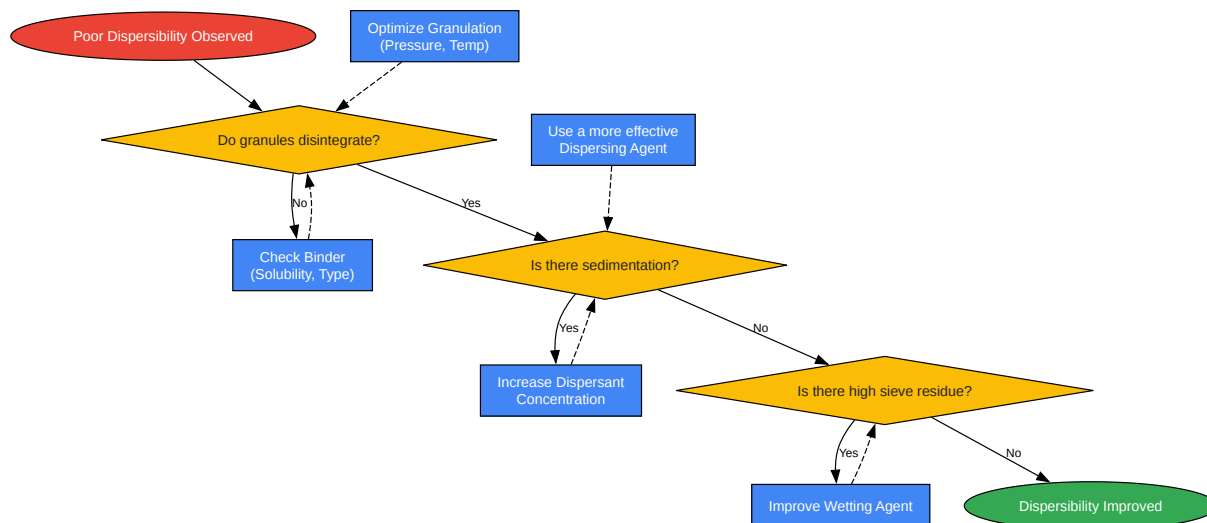 Poor Dispersibility Observed
Optimize Granulation
(Pressure, Temp)
Do granules disintegrate?
Use a more effective
Dispersing Agent
No
Yes
Check Binder
(Solubility, Type)
Is there sedimentation?
Yes
No
Increase Dispersant
Concentration
Is there high sieve residue?
Yes
No
Improve Wetting Agent
Dispersibility Improved